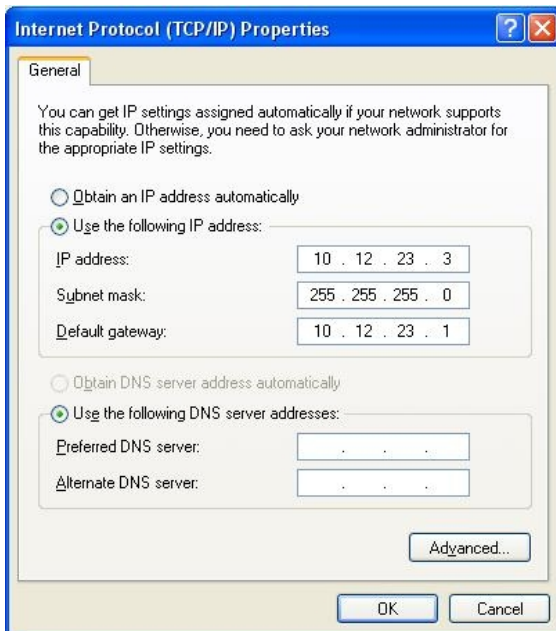 Internet Protocol (TCP/IP) Properties
General
You can get IP settings assigned automatically if your network supports
this capability. Otherwise, you need to ask your network administrator for
the appropriate IP settings.
Obtain an IP address automatically
Use the following IP address:
IP address: 10 . 12 . 23 . 3
Subnet mask: 255 . 255 . 255 . 0
Default gateway: 10 . 12 . 23 . 1
Obtain DNS server address automatically
Use the following DNS server addresses:
Preferred DNS server: . . .
Alternate DNS server: . . .
Advanced...
OK Cancel